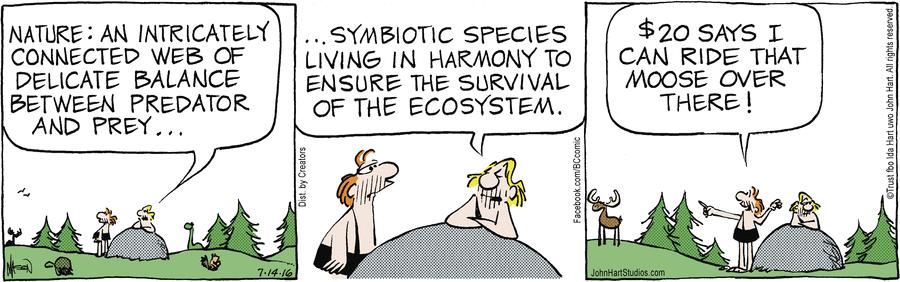 NATURE: AN INTRICATELY
CONNECTED WEB OF
DELICATE BALANCE
BETWEEN PREDATOR
AND PREY...
MASON
7-14-16
...SYMBIOTIC SPECIES
LIVING IN HARMONY TO
ENSURE THE SURVIVAL
OF THE ECOSYSTEM.
Dist. by Creators
Facebook.com/BCcomic
$20 SAYS I
CAN RIDE THAT
MOOSE OVER
THERE!
JohnHartStudios.com
©Trust fbo Ida Hart uwo John Hart. All rights reserved.